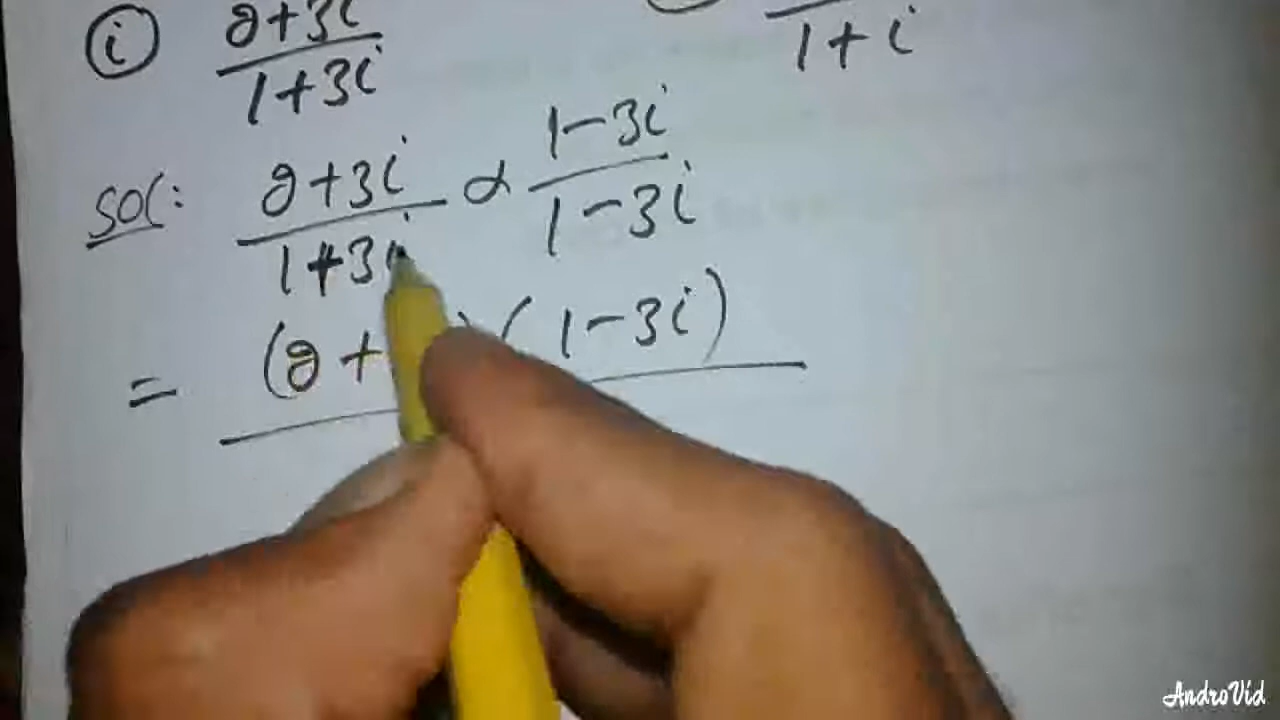 (i) 2+3i / 1+3i
1+i
Sol: 2+3i / 1+3i × 1-3i / 1-3i
= (2+ )(1-3i)
AndroVid